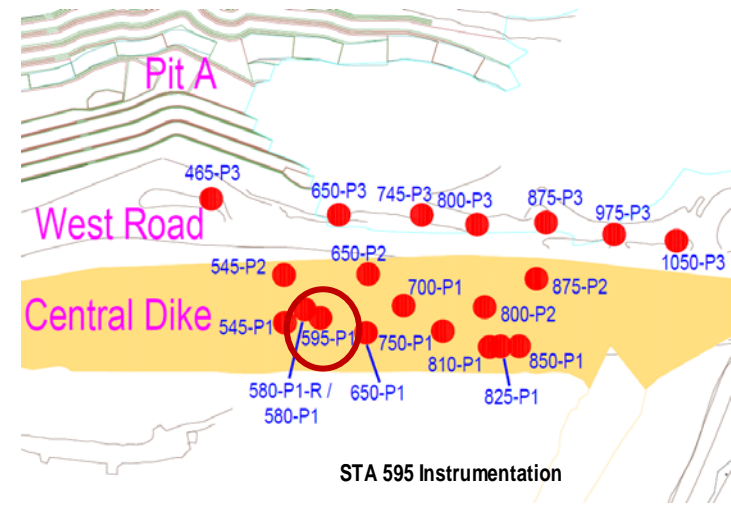 Pit A
465-P3
650-P3
745-P3
800-P3
875-P3
975-P3
1050-P3
West Road
545-P2
650-P2
700-P1
800-P2
875-P2
Central Dike
545-P1
595-P1
750-P1
810-P1
850-P1
580-P1-R /
580-P1
650-P1
825-P1
STA 595 Instrumentation